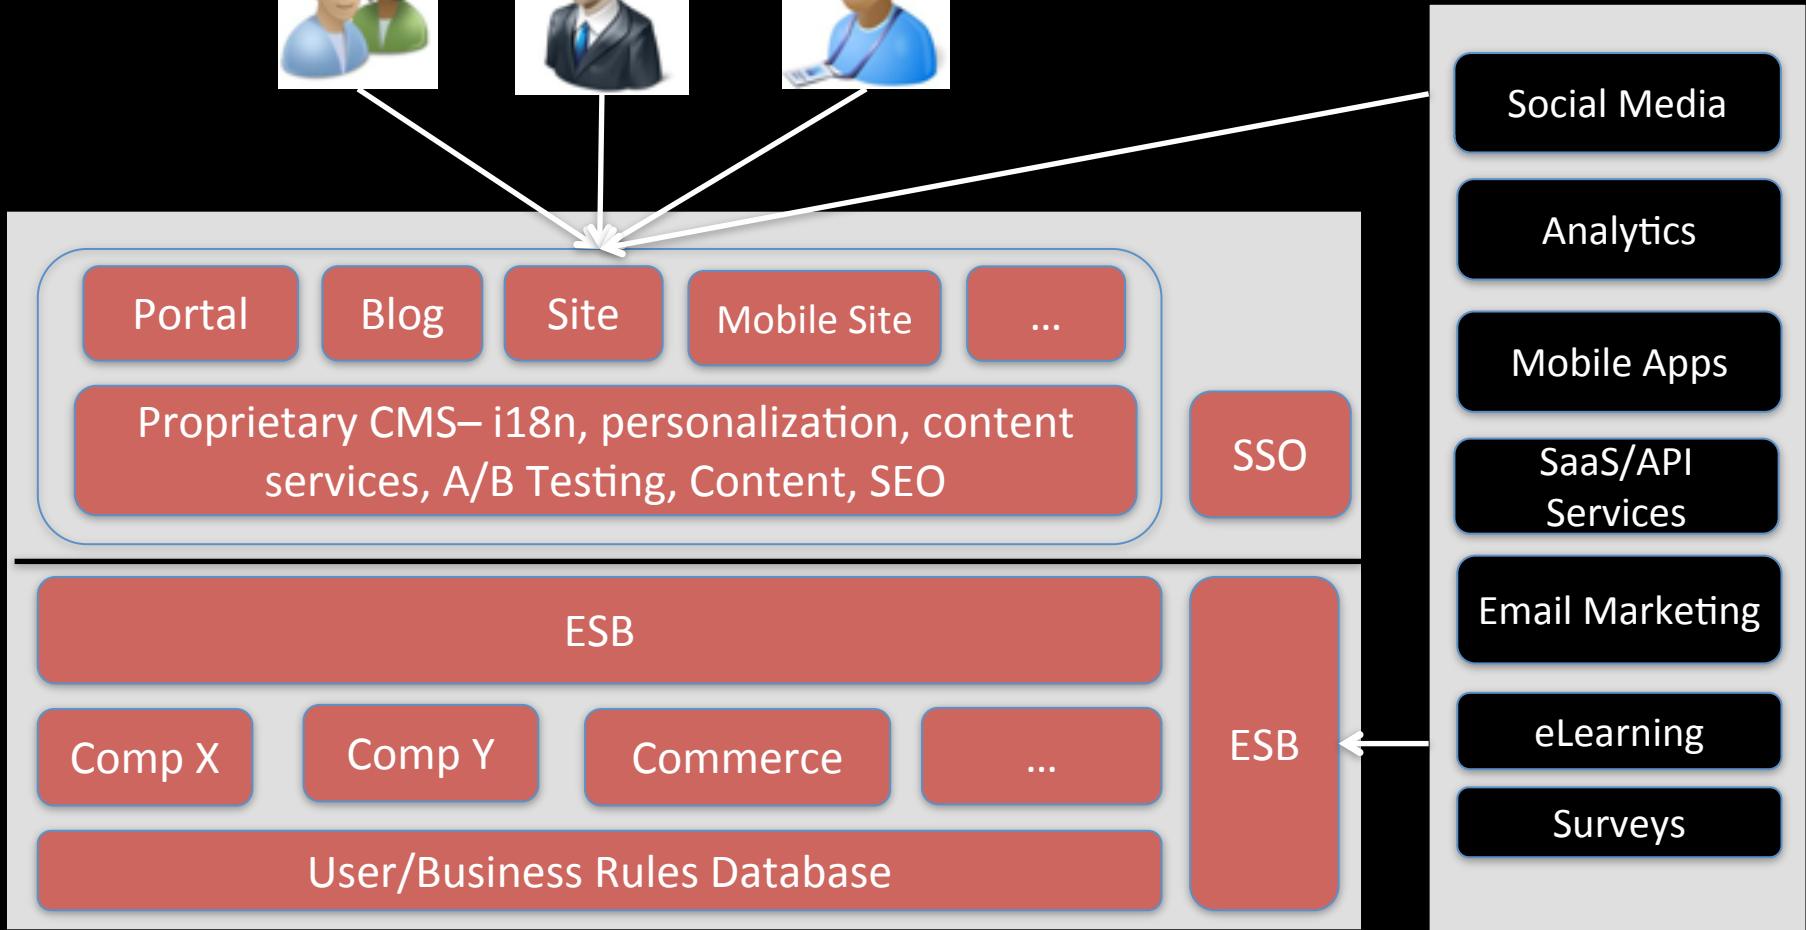 Portal
Blog
Site
Mobile Site
...
Proprietary CMS– i18n, personalization, content
services, A/B Testing, Content, SEO
SSO
ESB
Comp X
Comp Y
Commerce
...
User/Business Rules Database
ESB
Social Media
Analytics
Mobile Apps
SaaS/API
Services
Email Marketing
eLearning
Surveys